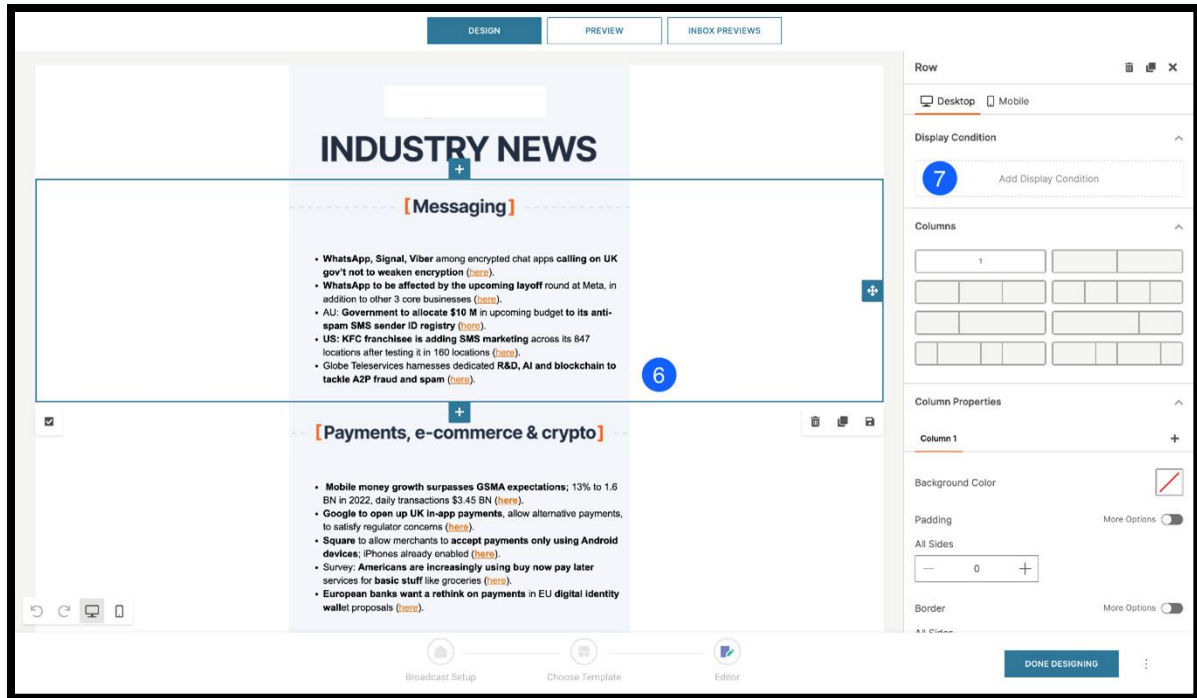 DESIGN
PREVIEW
INBOX PREVIEWS
INDUSTRY NEWS
[Messaging]
• WhatsApp, Signal, Viber among encrypted chat apps calling on UK
gov't not to weaken encryption (here).
• WhatsApp to be affected by the upcoming layoff round at Meta, in
addition to other 3 core businesses (here).
• AU: Government to allocate $10 M in upcoming budget to its anti-
spam SMS sender ID registry (here).
• US: KFC franchisee is adding SMS marketing across its 847
locations after testing it in 160 locations (here).
• Globe Teleservices harnesses dedicated R&D, AI and blockchain to
tackle A2P fraud and spam (here).
6
[Payments, e-commerce & crypto]
• Mobile money growth surpasses GSMA expectations; 13% to 1.6
BN in 2022, daily transactions $3.45 BN (here).
• Google to open up UK in-app payments, allow alternative payments,
to satisfy regulator concerns (here).
• Square to allow merchants to accept payments only using Android
devices; iPhones already enabled (here).
• Survey: Americans are increasingly using buy now pay later
services for basic stuff like groceries (here).
• European banks want a rethink on payments in EU digital identity
wallet proposals (here).
Row
Desktop
Mobile
Display Condition
7
Add Display Condition
Columns
1
Column Properties
Column 1
+
Background Color
Padding
More Options
All Sides
— 0 +
Border
More Options
All Sides
Broadcast Setup
Choose Template
Editor
DONE DESIGNING